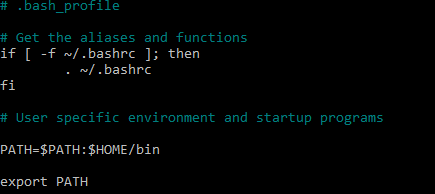 # .bash_profile

# Get the aliases and functions
if [ -f ~/.bashrc ]; then
        . ~/.bashrc
fi

# User specific environment and startup programs

PATH=$PATH:$HOME/bin

export PATH